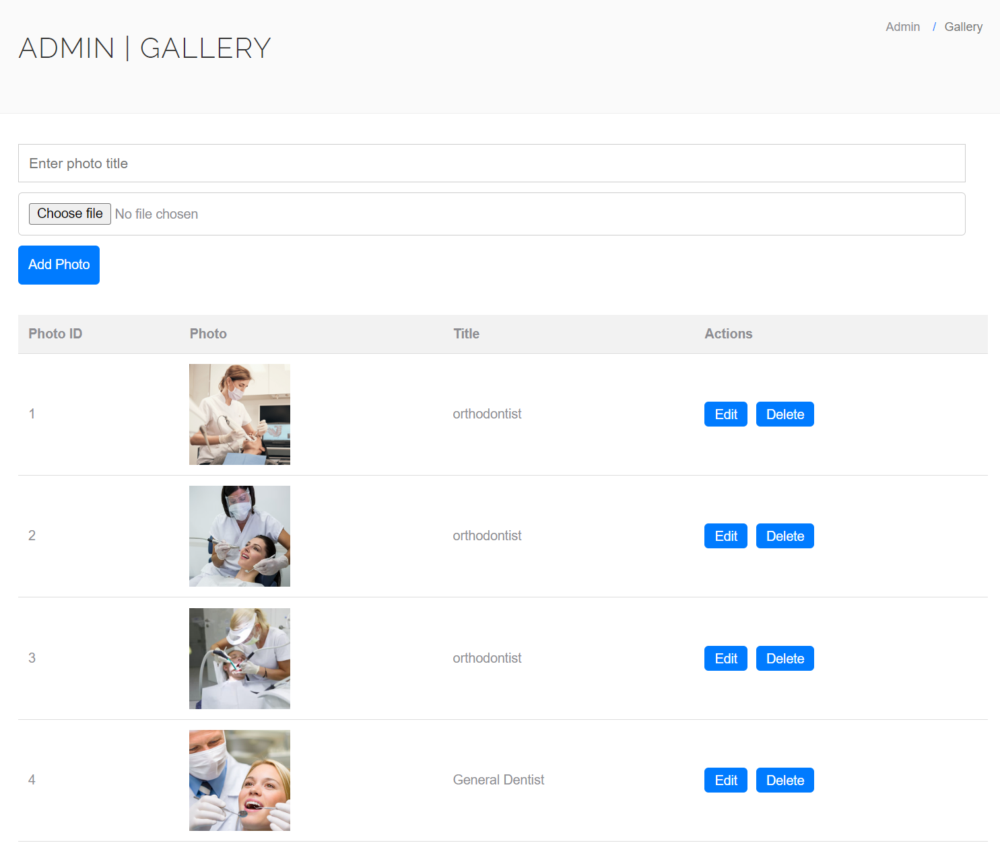 Admin / Gallery
ADMIN | GALLERY
Enter photo title
Choose file No file chosen
Add Photo
Photo ID Photo Title Actions
1 orthodontist Edit Delete
2 orthodontist Edit Delete
3 orthodontist Edit Delete
4 General Dentist Edit Delete